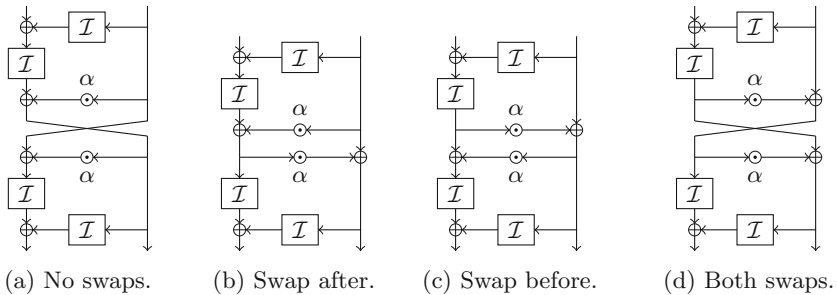 I I
I
α
α
I
I
(a) No swaps.
I
I
α
α
I
I
(b) Swap after.
I
I
α
α
I
I
(c) Swap before.
I
I
α
α
I
I
(d) Both swaps.